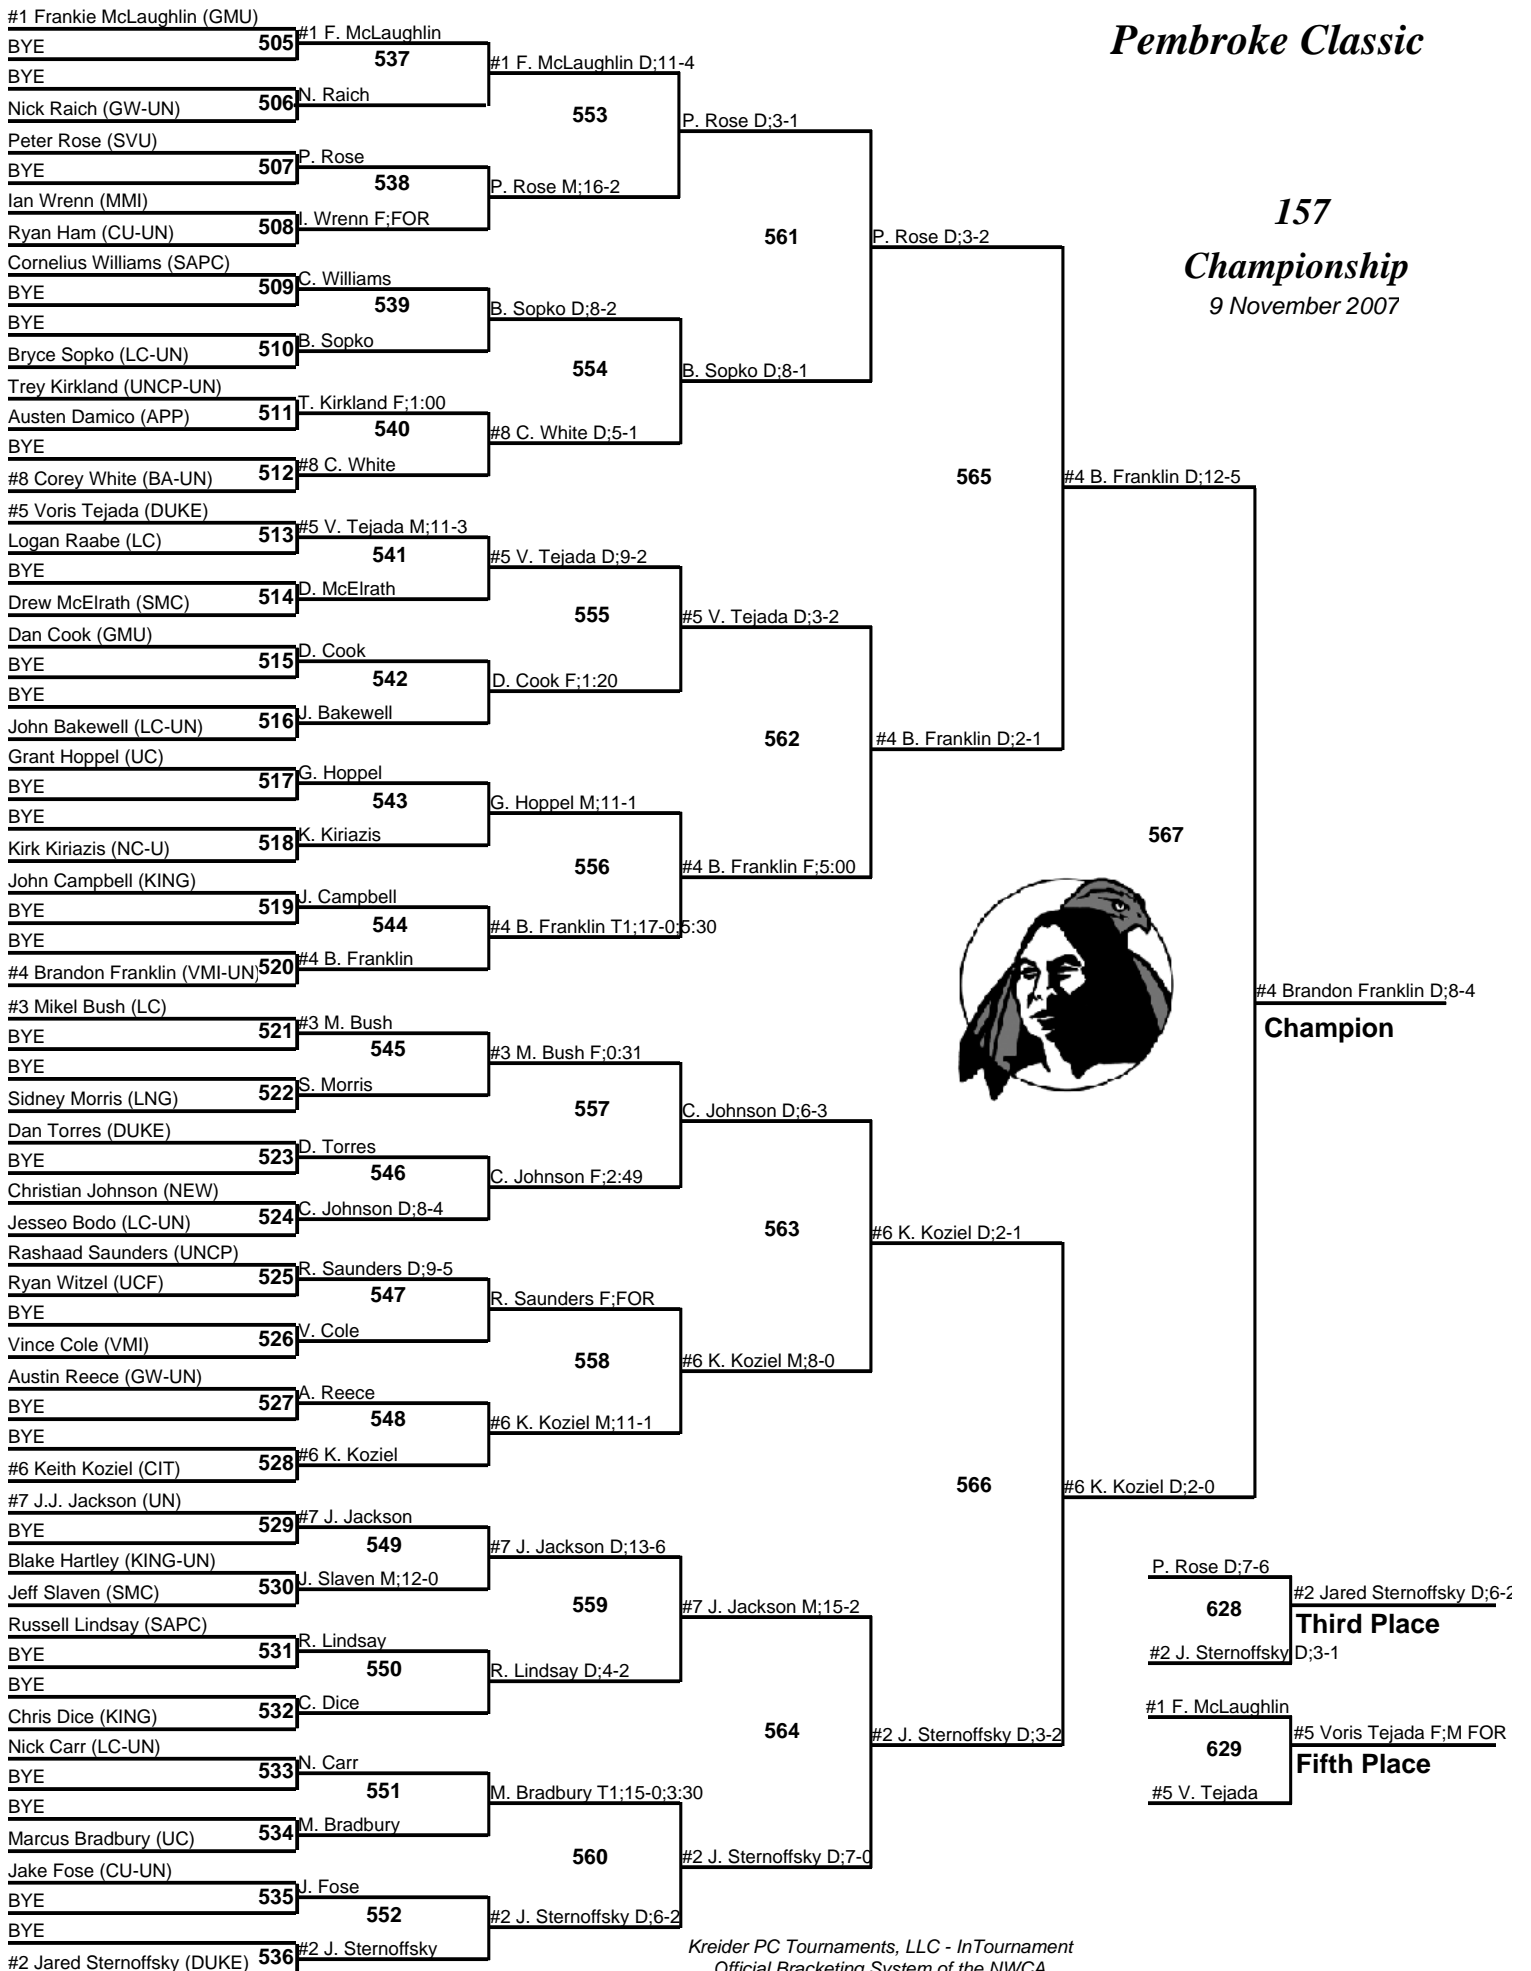 Pembroke Classic
157
Championship
9 November 2007
#1 Frankie McLaughlin (GMU)
BYE
505
BYE
Nick Raich (GW-UN)
506
Peter Rose (SVU)
BYE
507
Ian Wrenn (MMI)
Ryan Ham (CU-UN)
508
Cornelius Williams (SAPC)
BYE
509
BYE
Bryce Sopko (LC-UN)
510
Trey Kirkland (UNCP-UN)
Austen Damico (APP)
511
BYE
#8 Corey White (BA-UN)
512
#5 Voris Tejada (DUKE)
Logan Raabe (LC)
513
BYE
Drew McElrath (SMC)
514
Dan Cook (GMU)
BYE
515
BYE
John Bakewell (LC-UN)
516
Grant Hoppel (UC)
BYE
517
BYE
Kirk Kiriazis (NC-U)
518
John Campbell (KING)
BYE
519
BYE
#4 Brandon Franklin (VMI-UN)
520
#3 Mikel Bush (LC)
BYE
521
BYE
Sidney Morris (LNG)
522
Dan Torres (DUKE)
BYE
523
Christian Johnson (NEW)
Jesseo Bodo (LC-UN)
524
Rashaad Saunders (UNCP)
Ryan Witzel (UCF)
525
BYE
Vince Cole (VMI)
526
Austin Reece (GW-UN)
BYE
527
BYE
#6 Keith Koziel (CIT)
528
#7 J.J. Jackson (UN)
BYE
529
Blake Hartley (KING-UN)
Jeff Slaven (SMC)
530
Russell Lindsay (SAPC)
BYE
531
BYE
Chris Dice (KING)
532
Nick Carr (LC-UN)
BYE
533
BYE
Marcus Bradbury (UC)
534
Jake Fose (CU-UN)
BYE
535
BYE
#2 Jared Sternoffsky (DUKE)
536
#1 F. McLaughlin
537
N. Raich
P. Rose
538
I. Wrenn F;FOR
C. Williams
539
B. Sopko
T. Kirkland F;1:00
540
#8 C. White
#5 V. Tejada M;11-3
541
D. McElrath
D. Cook
542
J. Bakewell
G. Hoppel
543
K. Kiriazis
J. Campbell
544
#4 B. Franklin
#3 M. Bush
545
S. Morris
D. Torres
546
C. Johnson D;8-4
R. Saunders D;9-5
547
V. Cole
A. Reece
548
#6 K. Koziel
#7 J. Jackson
549
J. Slaven M;12-0
R. Lindsay
550
C. Dice
N. Carr
551
M. Bradbury
J. Fose
552
#2 J. Sternoffsky
#1 F. McLaughlin D;11-4
553
P. Rose M;16-2
B. Sopko D;8-2
554
#8 C. White D;5-1
#5 V. Tejada D;9-2
555
D. Cook F;1:20
G. Hoppel M;11-1
556
#4 B. Franklin T1;17-0;5:30
#3 M. Bush F;0:31
557
C. Johnson F;2:49
R. Saunders F;FOR
558
#6 K. Koziel M;11-1
#7 J. Jackson D;13-6
559
R. Lindsay D;4-2
M. Bradbury T1;15-0;3:30
560
#2 J. Sternoffsky D;6-2
P. Rose D;3-1
561
B. Sopko D;8-1
#5 V. Tejada D;3-2
562
#4 B. Franklin F;5:00
C. Johnson D;6-3
563
#6 K. Koziel M;8-0
#7 J. Jackson M;15-2
564
#2 J. Sternoffsky D;7-0
P. Rose D;3-2
565
#4 B. Franklin D;2-1
#6 K. Koziel D;2-1
566
#2 J. Sternoffsky D;3-2
#4 B. Franklin D;12-5
567
#6 K. Koziel D;2-0
#4 Brandon Franklin D;8-4
Champion
P. Rose D;7-6
628
#2 J. Sternoffsky D;3-1
#2 Jared Sternoffsky D;6-2
Third Place
#1 F. McLaughlin
629
#5 V. Tejada
#5 Voris Tejada F;M FOR
Fifth Place
Kreider PC Tournaments, LLC - InTournament
Official Bracketing System of the NWCA